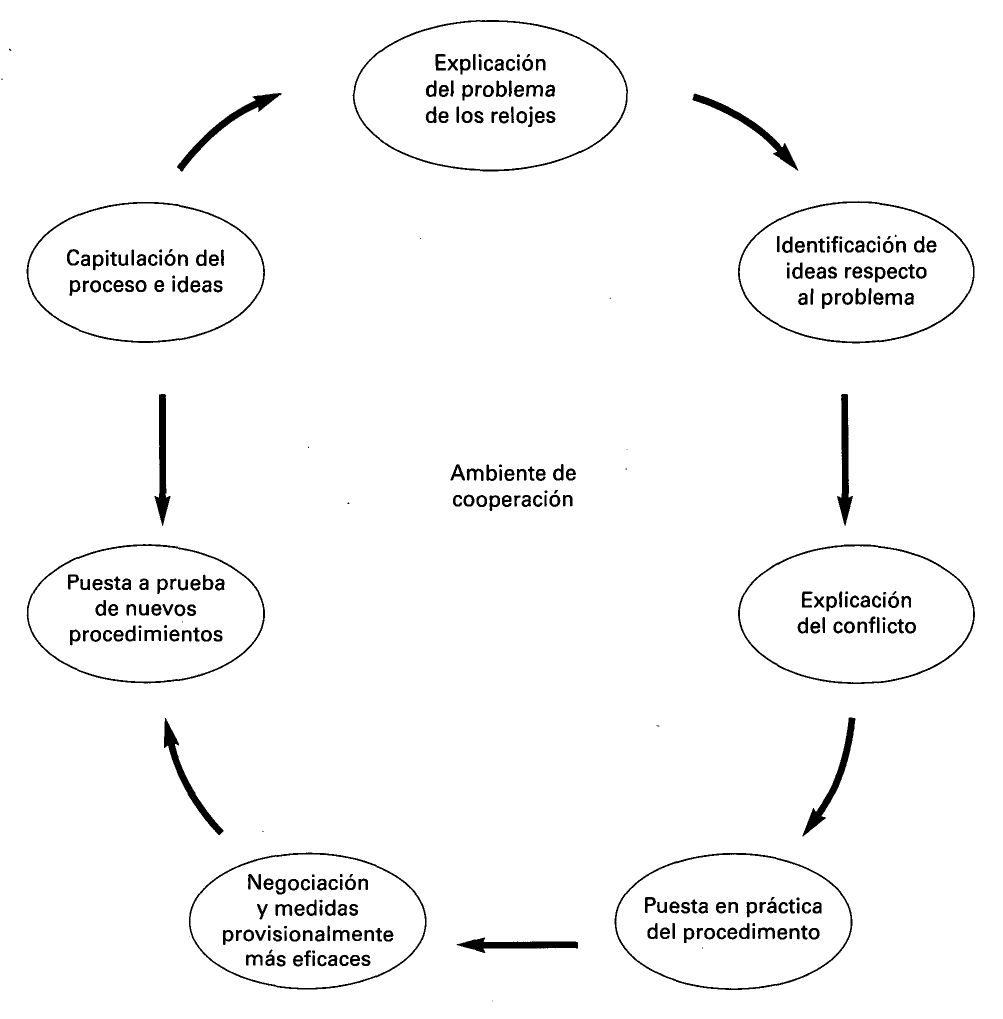 Explicación
del problema
de los relojes
Identificación de
ideas respecto
al problema
Explicación
del conflicto
Puesta en práctica
del procedimento
Negociación
y medidas
provisionalmente
más eficaces
Puesta a prueba
de nuevos
procedimientos
Capitulación del
proceso e ideas
Ambiente de
cooperación